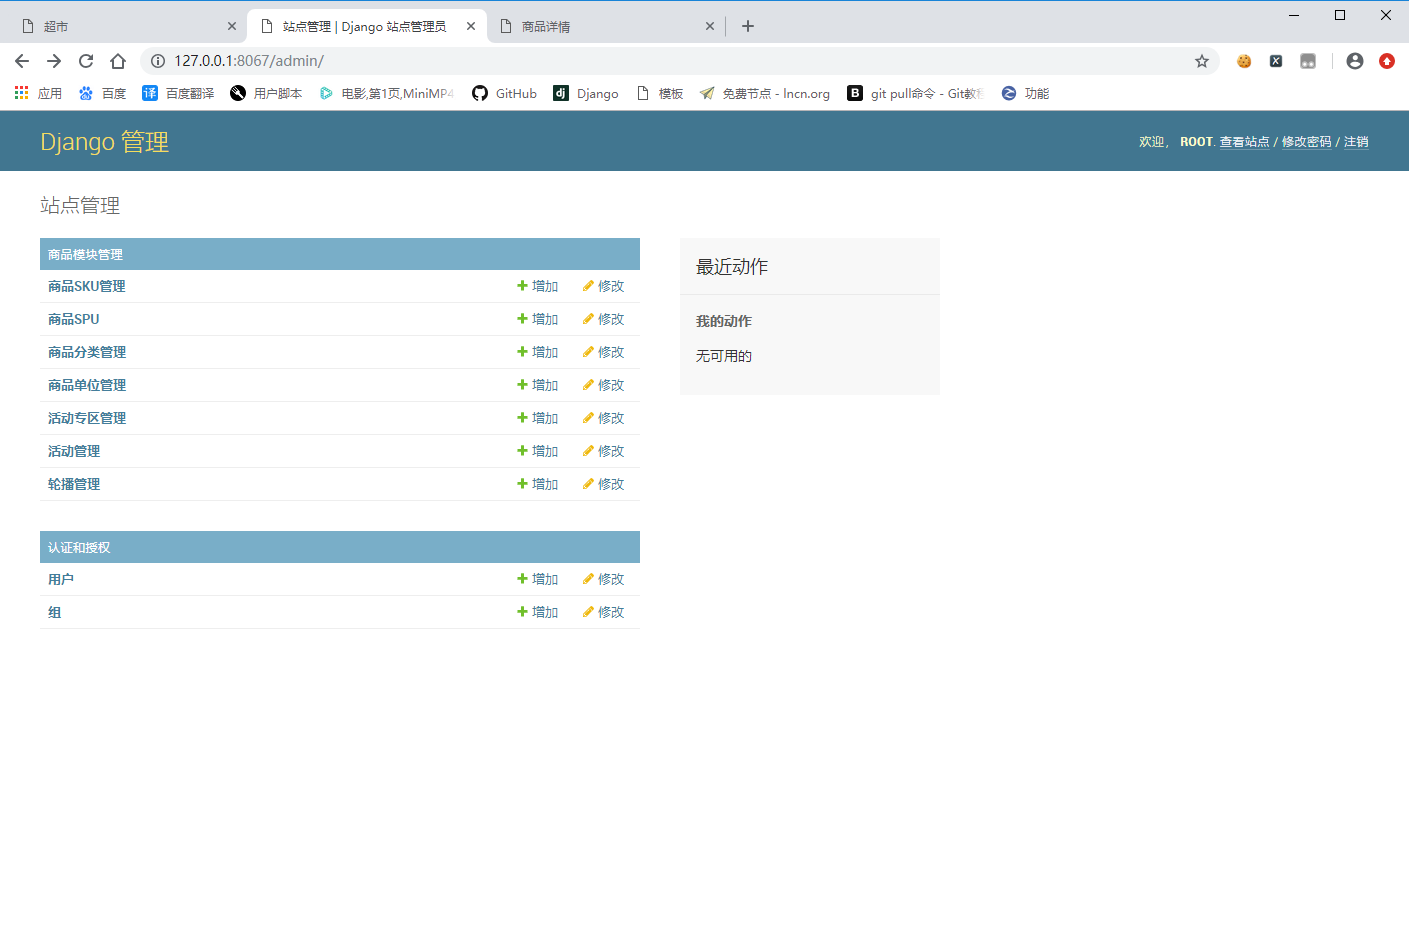 超市
站点管理 | Django 站点管理员
商品详情
127.0.0.1:8067/admin/
应用
百度
译 百度翻译
用户脚本
电影,第1页,MiniMP4
GitHub
dj Django
模板
免费节点 - lncn.org
B git pull命令 - Git教程
功能
Django 管理
欢迎， ROOT. 查看站点 / 修改密码 / 注销
站点管理
商品模块管理
商品SKU管理 增加 修改
商品SPU 增加 修改
商品分类管理 增加 修改
商品单位管理 增加 修改
活动专区管理 增加 修改
活动管理 增加 修改
轮播管理 增加 修改
认证和授权
用户 增加 修改
组 增加 修改
最近动作
我的动作
无可用的